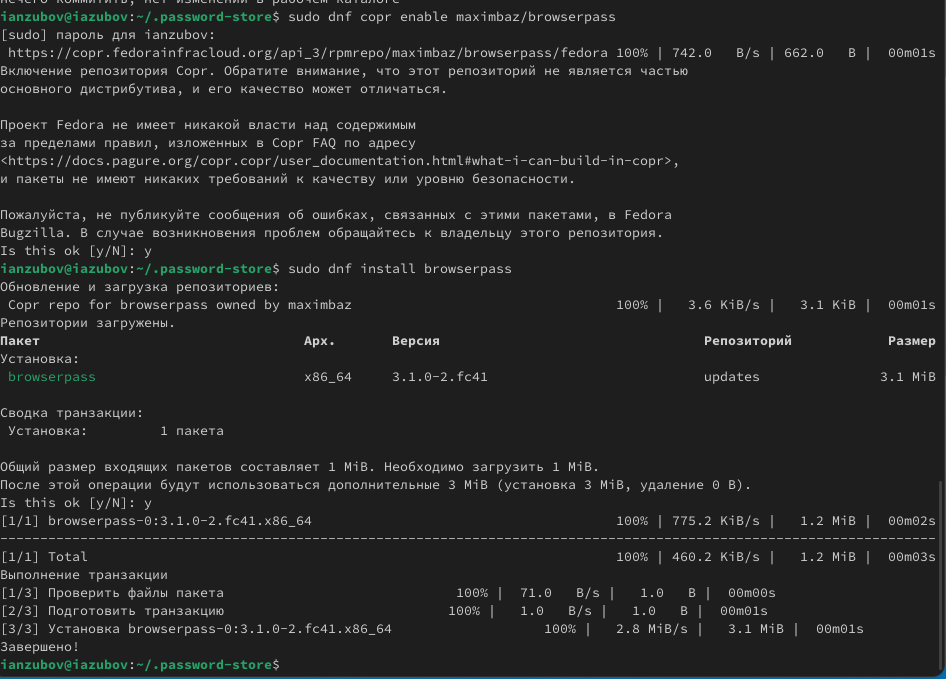 нечего коммитить, нет изменений в рабочем каталоге
ianzubov@iazubov:~/.password-store$ sudo dnf copr enable maximbaz/browserpass
[sudo] пароль для ianzubov:
https://copr.fedorainfracloud.org/api_3/rpmrepo/maximbaz/browserpass/fedora 100% | 742.0 B/s | 662.0 B | 00m01s
Включение репозитория Copr. Обратите внимание, что этот репозиторий не является частью
основного дистрибутива, и его качество может отличаться.

Проект Fedora не имеет никакой власти над содержимым
за пределами правил, изложенных в Copr FAQ по адресу
<https://docs.pagure.org/copr.copr/user_documentation.html#what-i-can-build-in-copr>,
и пакеты не имеют никаких требований к качеству или уровню безопасности.

Пожалуйста, не публикуйте сообщения об ошибках, связанных с этими пакетами, в Fedora
Bugzilla. В случае возникновения проблем обращайтесь к владельцу этого репозитория.
Is this ok [y/N]: y
ianzubov@iazubov:~/.password-store$ sudo dnf install browserpass
Обновление и загрузка репозиториев:
Copr repo for browserpass owned by maximbaz 100% | 3.6 KiB/s | 3.1 KiB | 00m01s
Репозитории загружены.
Пакет Арх. Версия Репозиторий Размер
Установка:
browserpass x86_64 3.1.0-2.fc41 updates 3.1 MiB

Сводка транзакции:
Установка: 1 пакета

Общий размер входящих пакетов составляет 1 MiB. Необходимо загрузить 1 MiB.
После этой операции будут использоваться дополнительные 3 MiB (установка 3 MiB, удаление 0 B).
Is this ok [y/N]: y
[1/1] browserpass-0:3.1.0-2.fc41.x86_64 100% | 775.2 KiB/s | 1.2 MiB | 00m02s
--------------------------------------------------------------------------------
[1/1] Total 100% | 460.2 KiB/s | 1.2 MiB | 00m03s
Выполнение транзакции
[1/3] Проверить файлы пакета 100% | 71.0 B/s | 1.0 B | 00m00s
[2/3] Подготовить транзакцию 100% | 1.0 B/s | 1.0 B | 00m01s
[3/3] Установка browserpass-0:3.1.0-2.fc41.x86_64 100% | 2.8 MiB/s | 3.1 MiB | 00m01s
Завершено!
ianzubov@iazubov:~/.password-store$